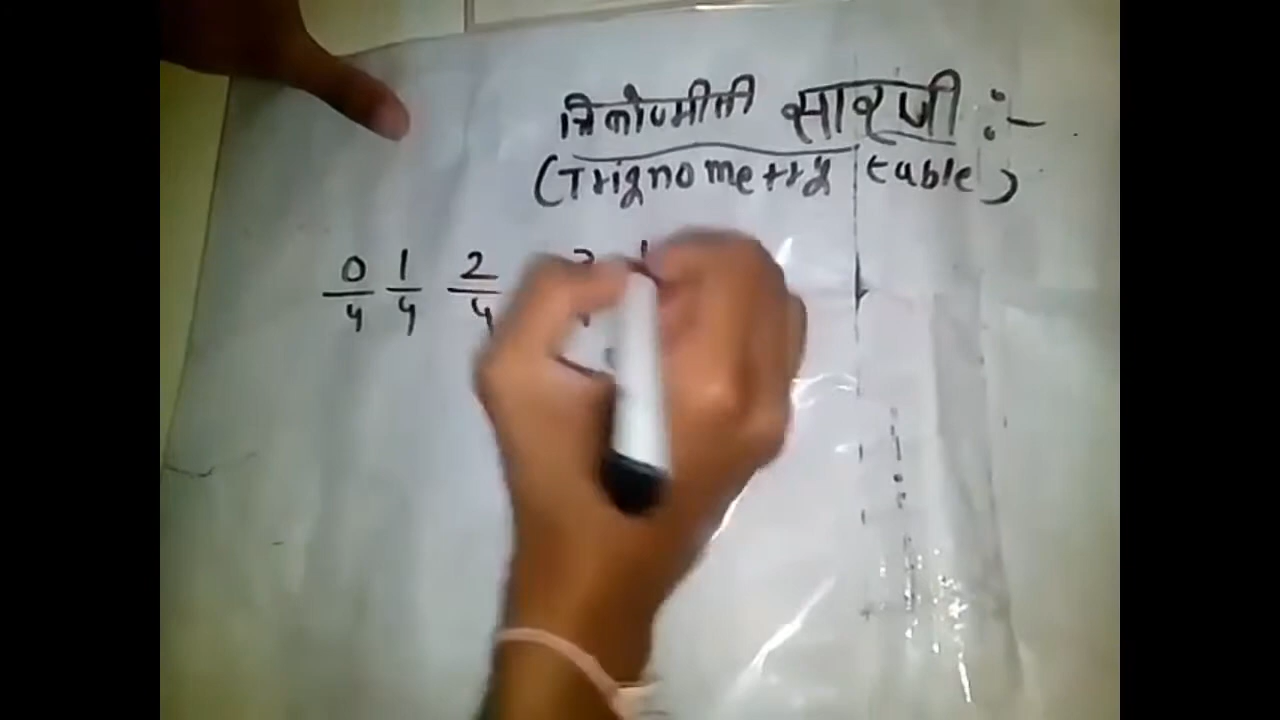 त्रिकोणमीती सारणी :-
(Trignometry table)
0/4 1/4 2/4